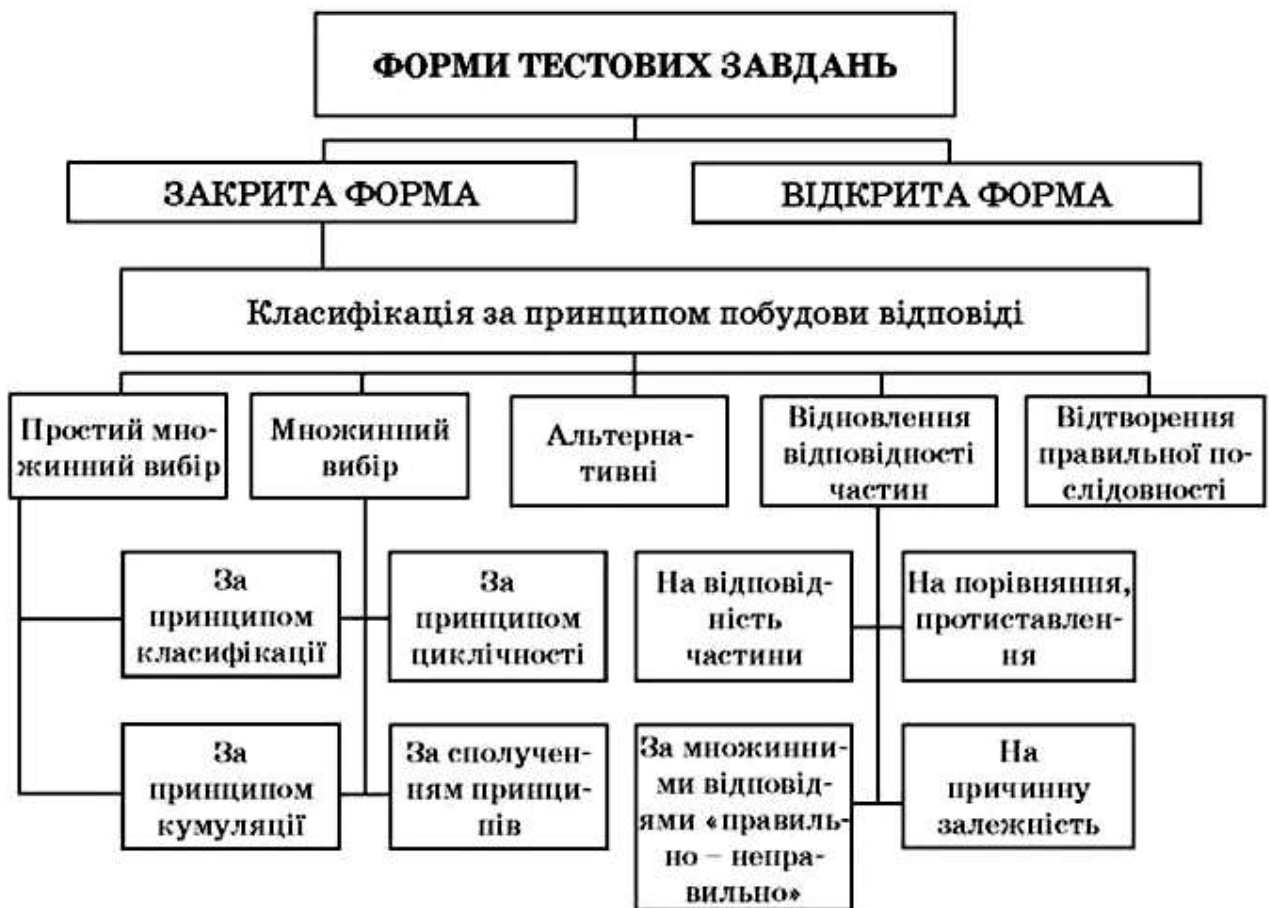 ФОРМИ ТЕСТОВИХ ЗАВДАНЬ
ЗАКРИТА ФОРМА
ВІДКРИТА ФОРМА
Класифікація за принципом побудови відповіді
Простий мно-
жинний вибір
Множинний
вибір
Альтерна-
тивні
Відновлення
відповідності
частин
Відтворення
правильної по-
слідовності
За
принципом
класифікації
За
принципом
циклічності
На відповід-
ність
частини
На порівняння,
протиставлен-
ня
За
принципом
кумуляції
За сполучен-
ням принци-
пів
За множинни-
ми відповід-
ями «правиль-
но – непра-
вильно»
На
причинну
залежність